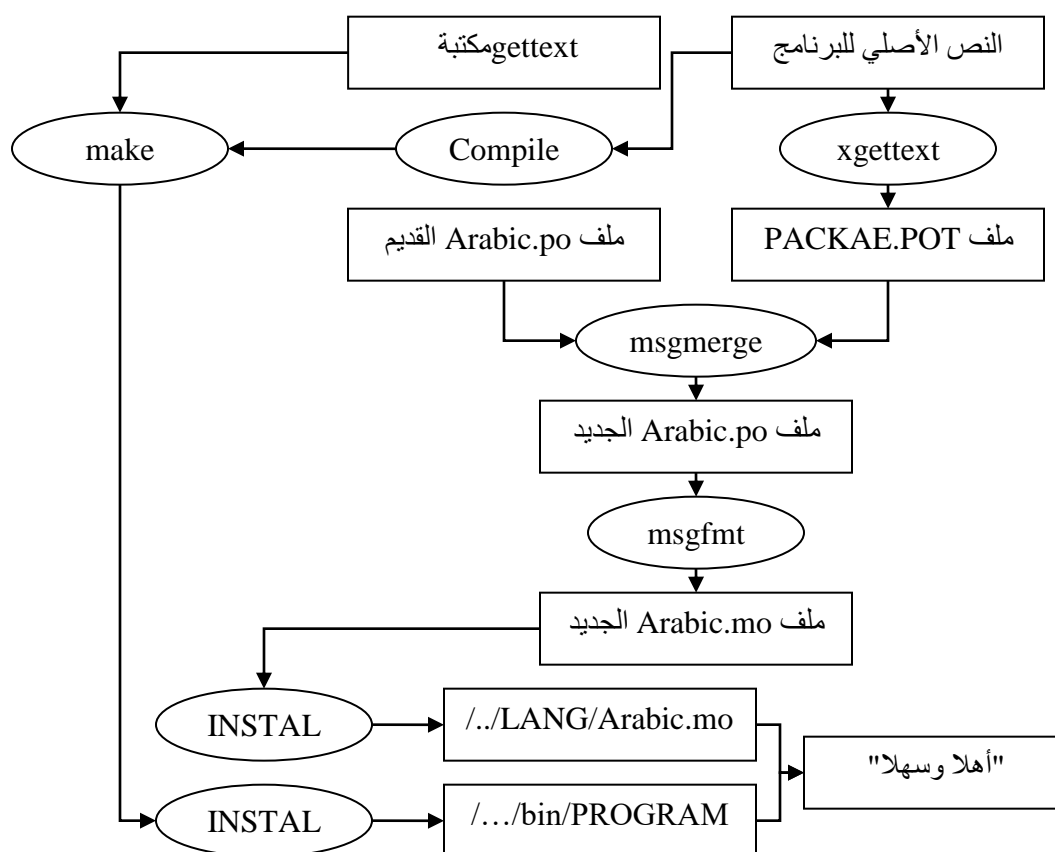 النص الأصلي للبرنامج
مكتبةgettext
make
Compile
xgettext
ملف Arabic.po القديم
ملف PACKAE.POT
msgmerge
ملف Arabic.po الجديد
msgfmt
ملف Arabic.mo الجديد
INSTAL
/../LANG/Arabic.mo
"أهلا وسهلا"
INSTAL
/…/bin/PROGRAM